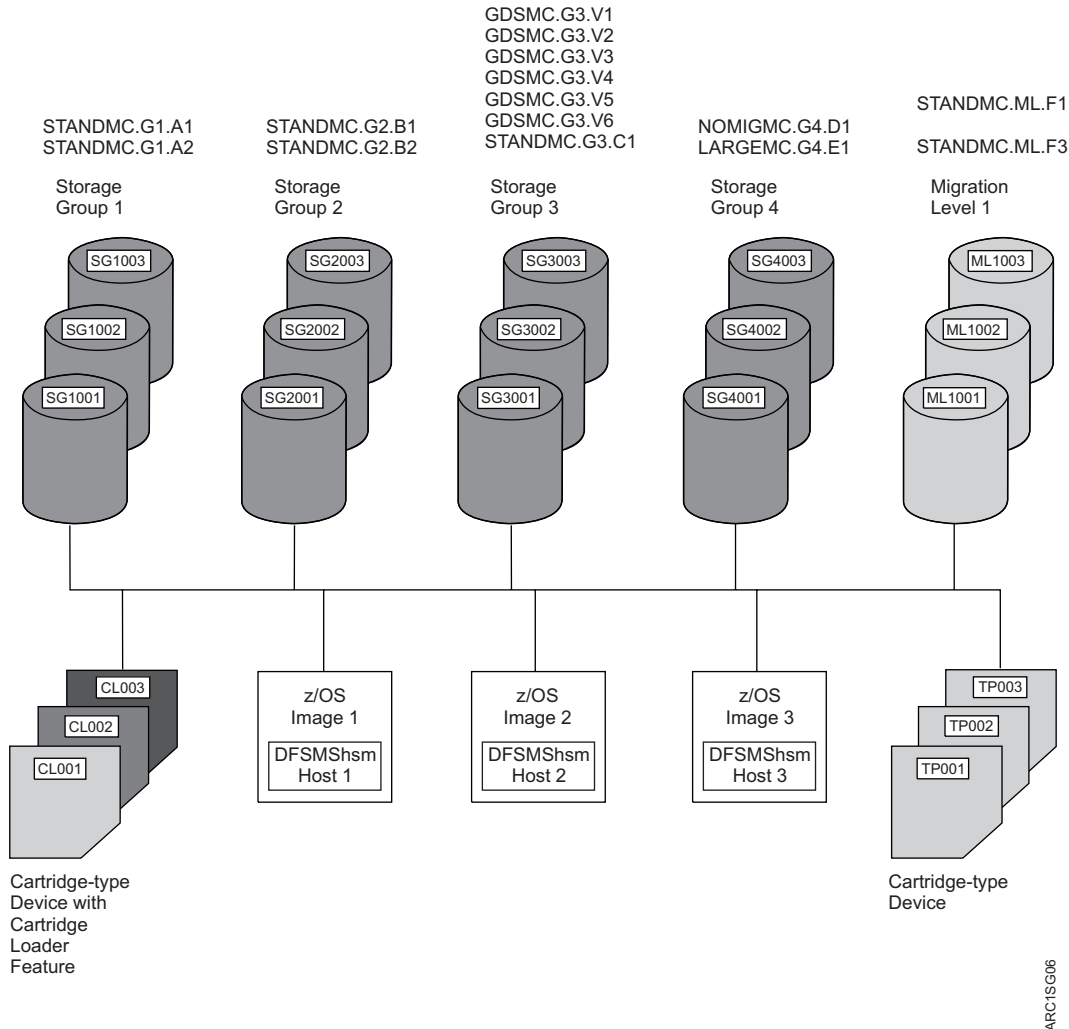 GDSMC.G3.V1
GDSMC.G3.V2
GDSMC.G3.V3
GDSMC.G3.V4
GDSMC.G3.V5
GDSMC.G3.V6
STANDMC.G3.C1
STANDMC.G1.A1
STANDMC.G1.A2
STANDMC.G2.B1
STANDMC.G2.B2
NOMIGMC.G4.D1
LARGEMC.G4.E1
STANDMC.ML.F1
STANDMC.ML.F3
Storage
Group 1
Storage
Group 2
Storage
Group 3
Storage
Group 4
Migration
Level 1
SG1003
SG1002
SG1001
SG2003
SG2002
SG2001
SG3003
SG3002
SG3001
SG4003
SG4002
SG4001
ML1003
ML1002
ML1001
CL003
CL002
CL001
z/OS
Image 1
DFSMShsm
Host 1
z/OS
Image 2
DFSMShsm
Host 2
z/OS
Image 3
DFSMShsm
Host 3
TP003
TP002
TP001
Cartridge-type
Device with
Cartridge
Loader
Feature
Cartridge-type
Device
ARC1SG06